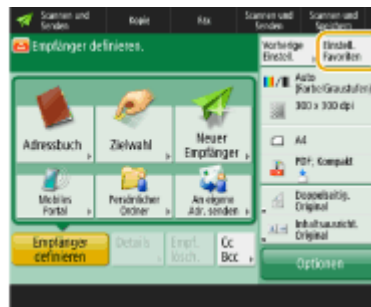 Scannen und
Senden
Kopie
Fax
Scannen und
Senden
Scannen und
Speichern
Empfänger definieren.
Vorherige
Einstell.
Einstell.
Favoriten
Auto
(Farbe/Graustufen)
300 x 300 dpi
A4
PDF; Kompakt
Doppelseitig.
Original
Inhaltsausricht.
Original
Optionen
Adressbuch
Zielwahl
Neuer
Empfänger
Mobiles
Portal
Persönlicher
Ordner
An eigene
Adr. senden
Empfänger
definieren
Details
Empf.
lösch.
Cc
Bcc